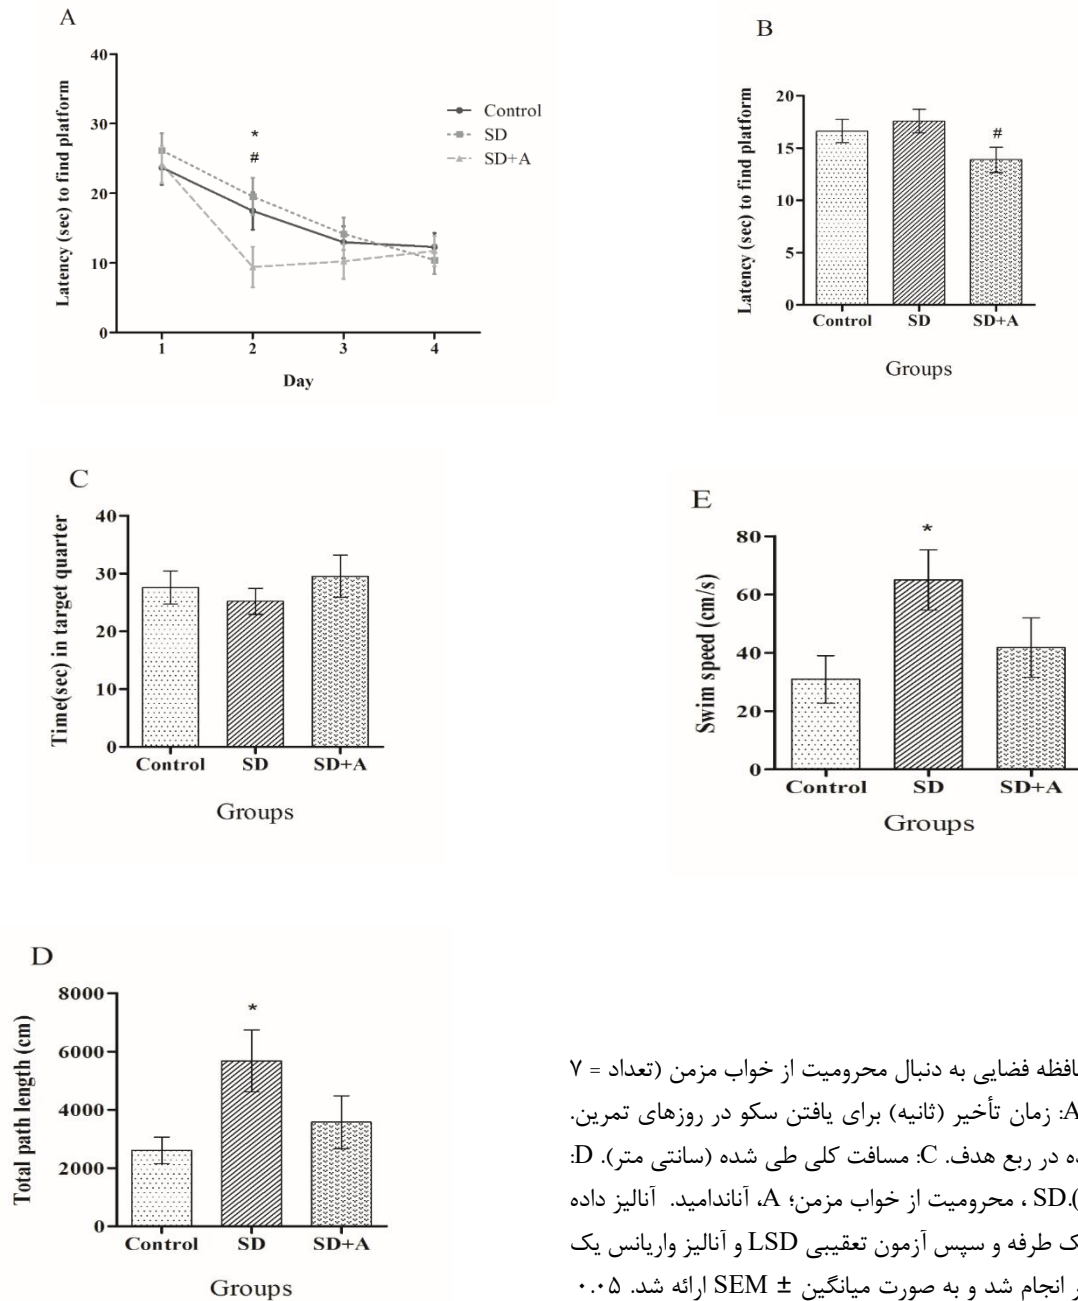 A
40
30
20
10
0
Latency (sec) to find platform
*
#
Control
SD
SD+A
1 2 3 4
Day
B
20
15
10
5
0
Latency (sec) to find platform
#
Control SD SD+A
Groups
C
40
30
20
10
0
Time(sec) in target quarter
Control SD SD+A
Groups
E
80
60
40
20
0
Swim speed (cm/s)
*
Control SD SD+A
Groups
D
8000
6000
4000
2000
0
Total path length (cm)
*
Control SD SD+A
Groups
فضایی به دنبال محرومیت از خواب مزمن (تعداد = ۷
A: زمان تأخیر (ثانیه) برای یافتن سکو در روزهای تمرین.
در ربع هدف. C: مسافت کلی طی شده (سانتی متر). D:
).SD ، محرومیت از خواب مزمن؛ A، آناندامید. آنالیز داده
طرفه و سپس آزمون تعقیبی LSD و آنالیز واریانس یک
انجام شد و به صورت میانگین ± SEM ارائه شد. ۰.۰۵